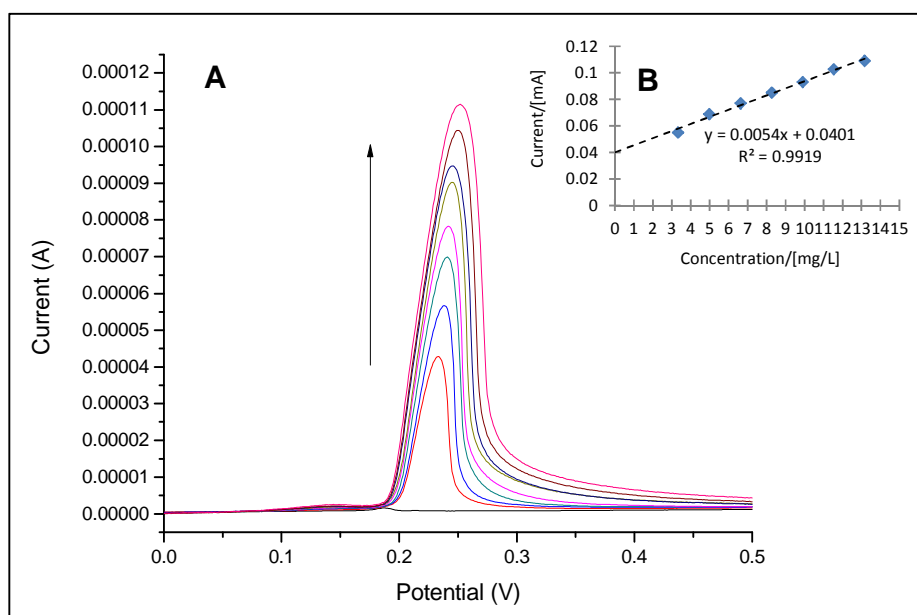 A
0.00012
0.00011
0.00010
0.00009
0.00008
0.00007
0.00006
0.00005
0.00004
0.00003
0.00002
0.00001
0.00000
Current (A)
0.0 0.1 0.2 0.3 0.4 0.5
Potential (V)
B
0.12
0.1
0.08
0.06
0.04
0.02
0
Current/[mA]
y = 0.0054x + 0.0401
R² = 0.9919
0 1 2 3 4 5 6 7 8 9 10 11 12 13 14 15
Concentration/[mg/L]